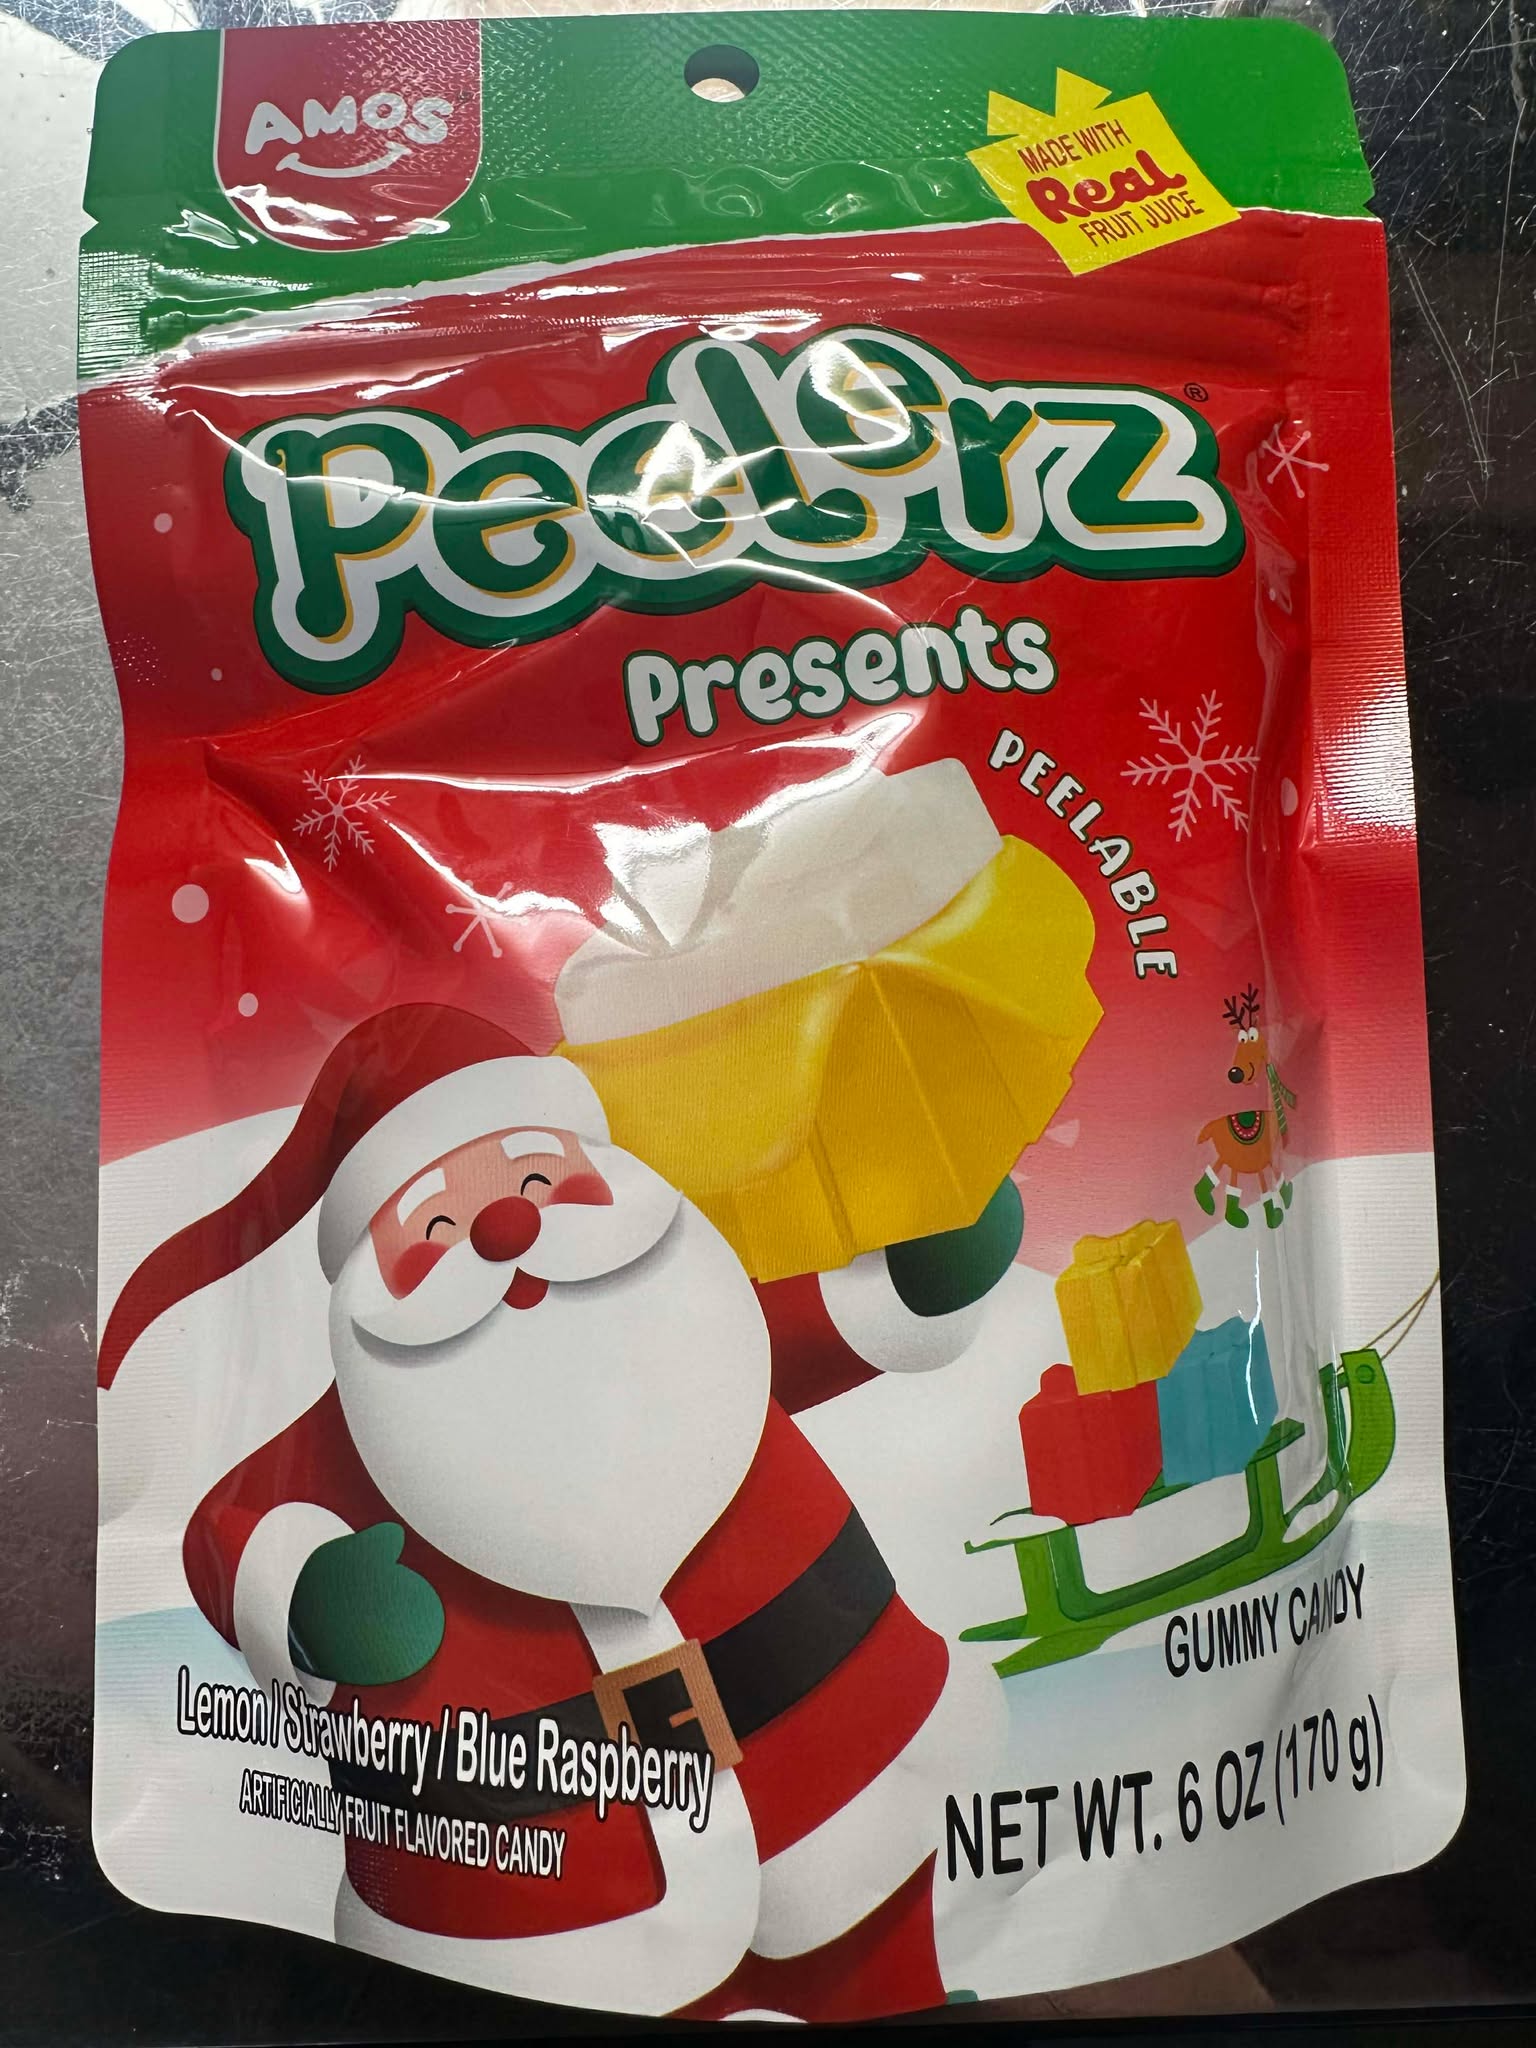 AMOS
MADE WITH
Real
FRUIT JUICE
Peelerz®
Presents
PEELABLE
GUMMY CANDY
Lemon / Strawberry / Blue Raspberry
ARTIFICIALLY FRUIT FLAVORED CANDY
NET WT. 6 OZ (170 g)